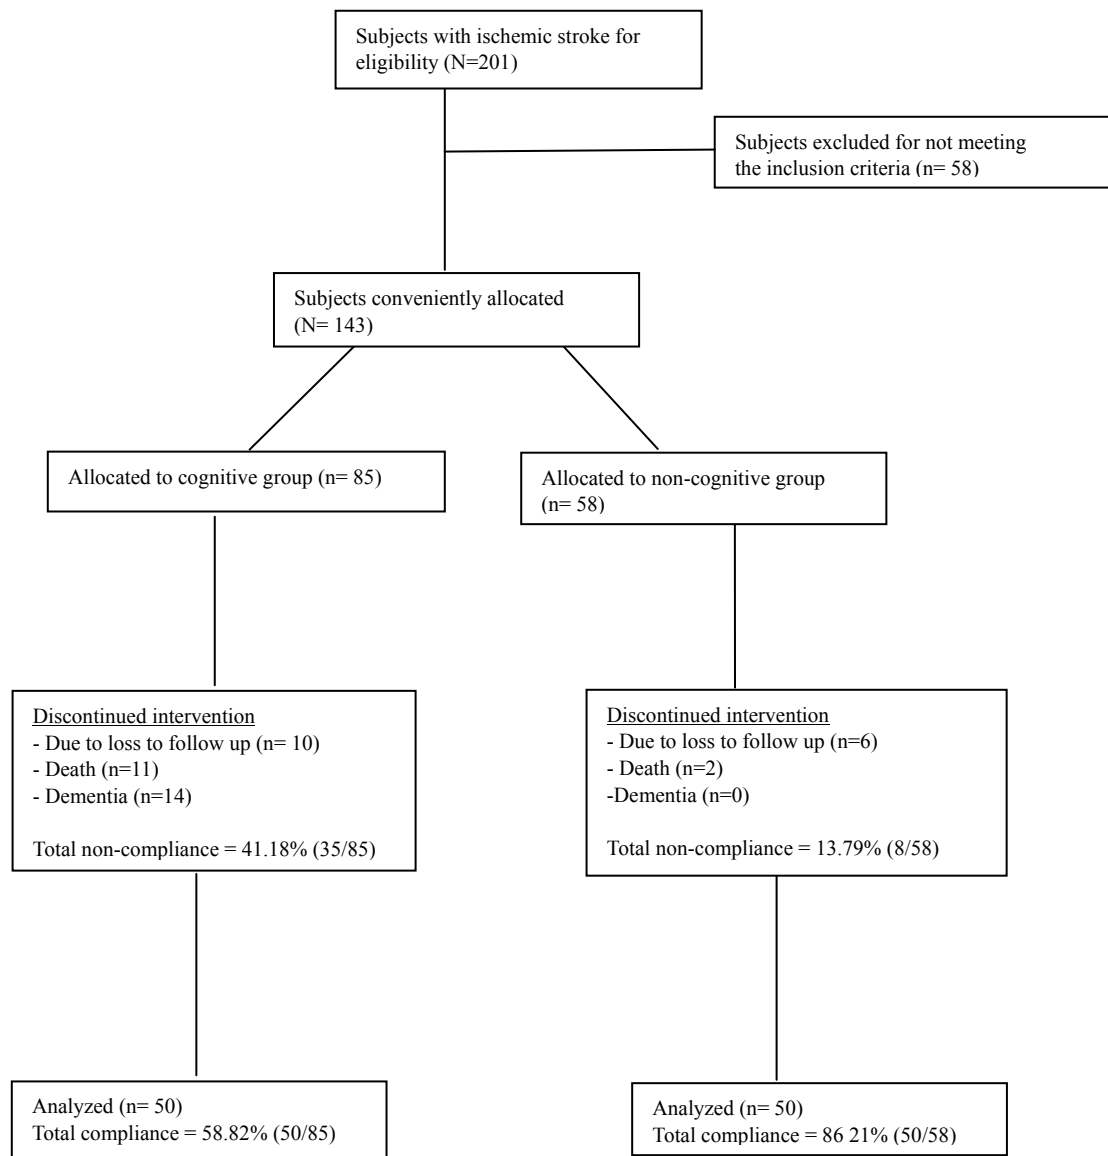 Subjects with ischemic stroke for
eligibility (N=201)
Subjects excluded for not meeting
the inclusion criteria (n= 58)
Subjects conveniently allocated
(N= 143)
Allocated to cognitive group (n= 85)
Allocated to non-cognitive group
(n= 58)
Discontinued intervention
- Due to loss to follow up (n= 10)
- Death (n=11)
- Dementia (n=14)
Total non-compliance = 41.18% (35/85)
Discontinued intervention
- Due to loss to follow up (n=6)
- Death (n=2)
-Dementia (n=0)
Total non-compliance = 13.79% (8/58)
Analyzed (n= 50)
Total compliance = 58.82% (50/85)
Analyzed (n= 50)
Total compliance = 86 21% (50/58)